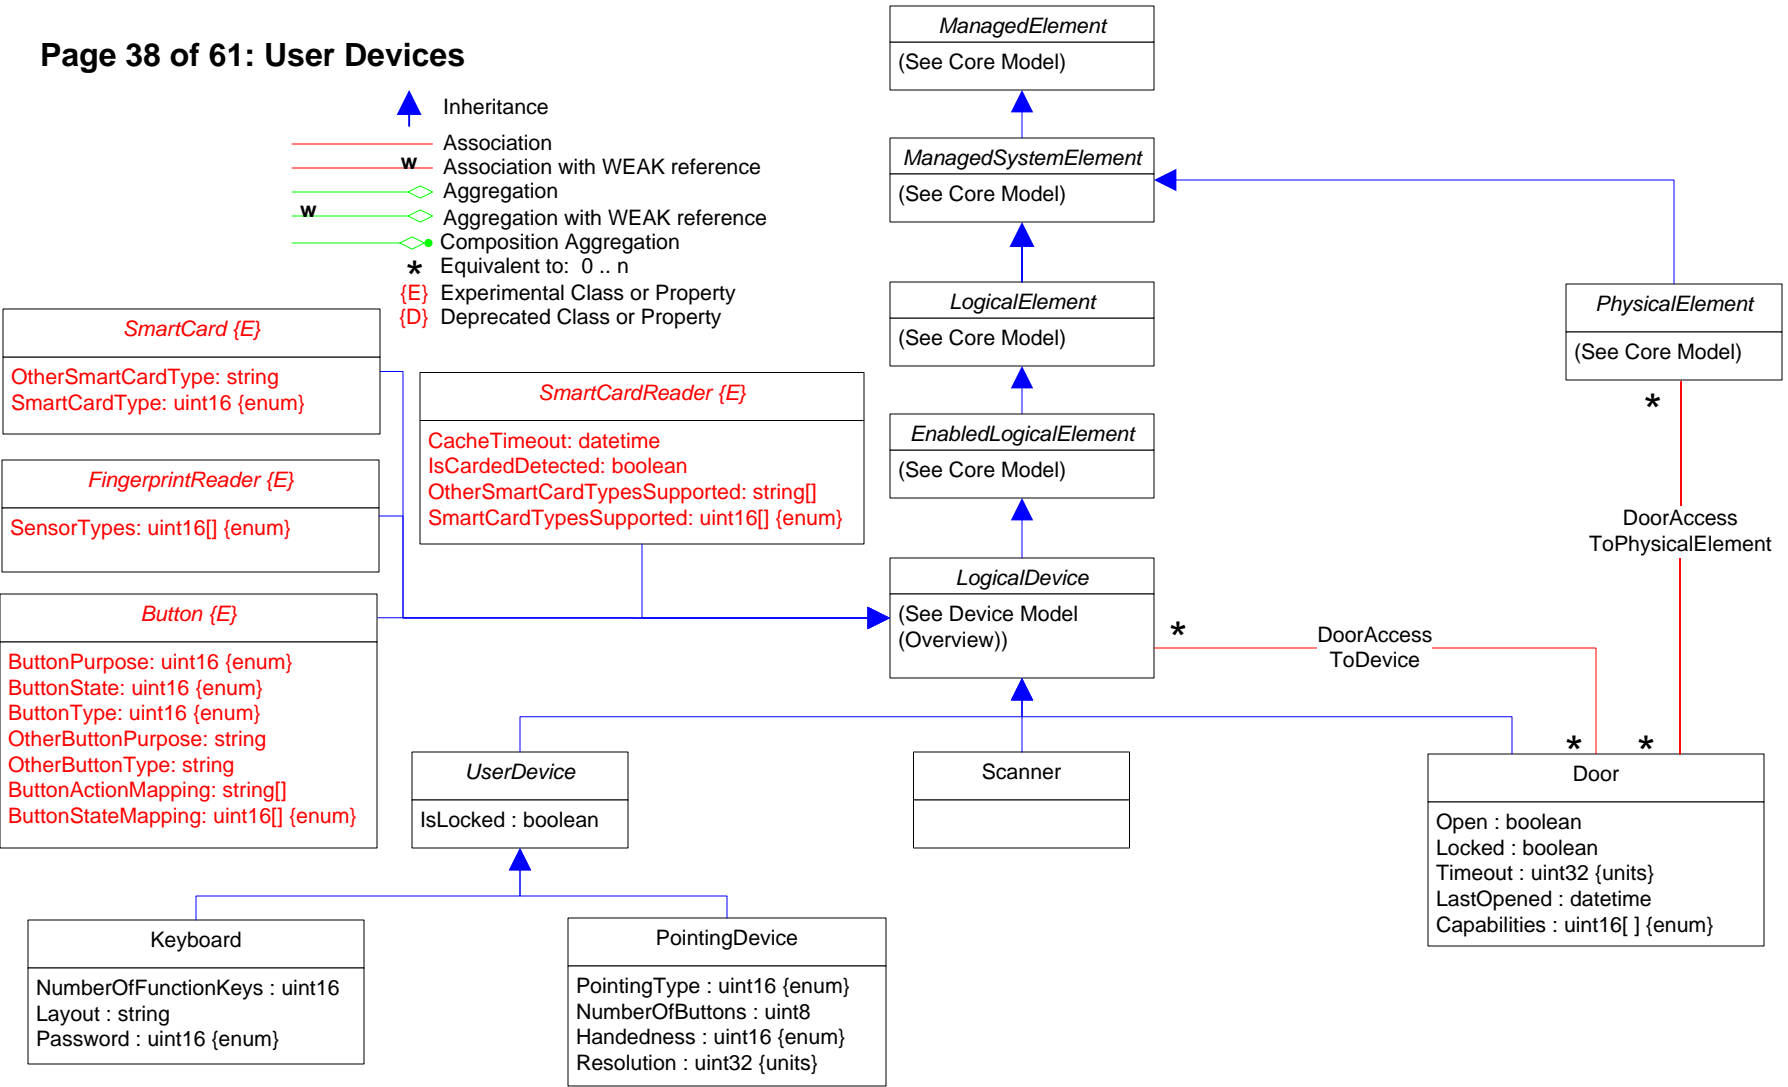 Page 38 of 61: User Devices
Inheritance
Association
w
Association with WEAK reference
Aggregation
w
Aggregation with WEAK reference
Composition Aggregation
* Equivalent to: 0 .. n
{E} Experimental Class or Property
{D} Deprecated Class or Property
ManagedElement
(See Core Model)
ManagedSystemElement
(See Core Model)
LogicalElement
(See Core Model)
PhysicalElement
(See Core Model)
*
SmartCard {E}
OtherSmartCardType: string
SmartCardType: uint16 {enum}
SmartCardReader {E}
CacheTimeout: datetime
IsCardedDetected: boolean
OtherSmartCardTypesSupported: string[]
SmartCardTypesSupported: uint16[] {enum}
EnabledLogicalElement
(See Core Model)
FingerprintReader {E}
SensorTypes: uint16[] {enum}
DoorAccess
ToPhysicalElement
LogicalDevice
(See Device Model
(Overview))
*
DoorAccess
ToDevice
Button {E}
ButtonPurpose: uint16 {enum}
ButtonState: uint16 {enum}
ButtonType: uint16 {enum}
OtherButtonPurpose: string
OtherButtonType: string
ButtonActionMapping: string[]
ButtonStateMapping: uint16[] {enum}
UserDevice
IsLocked : boolean
Scanner
* *
Door
Open : boolean
Locked : boolean
Timeout : uint32 {units}
LastOpened : datetime
Capabilities : uint16[ ] {enum}
Keyboard
NumberOfFunctionKeys : uint16
Layout : string
Password : uint16 {enum}
PointingDevice
PointingType : uint16 {enum}
NumberOfButtons : uint8
Handedness : uint16 {enum}
Resolution : uint32 {units}